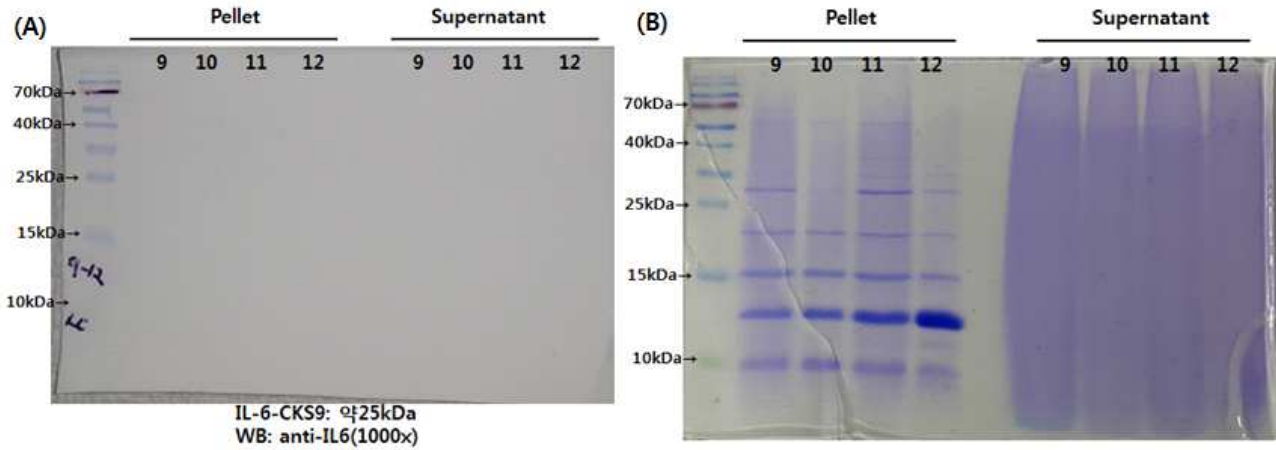 (A)
Pellet
Supernatant
9 10 11 12
9 10 11 12
70kDa→
40kDa→
25kDa→
15kDa→
9-12
10kDa→
IL-6-CKS9: 약25kDa
WB: anti-IL6(1000x)
(B)
Pellet
Supernatant
9 10 11 12
9 10 11 12
70kDa→
40kDa→
25kDa→
15kDa→
10kDa→